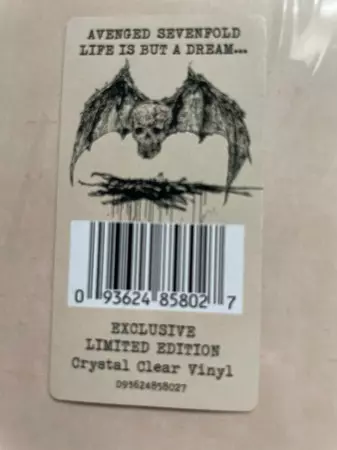 AVENGED SEVENFOLD
LIFE IS BUT A DREAM...
0 93624 85802 7
EXCLUSIVE
LIMITED EDITION
Crystal Clear Vinyl
093624858027